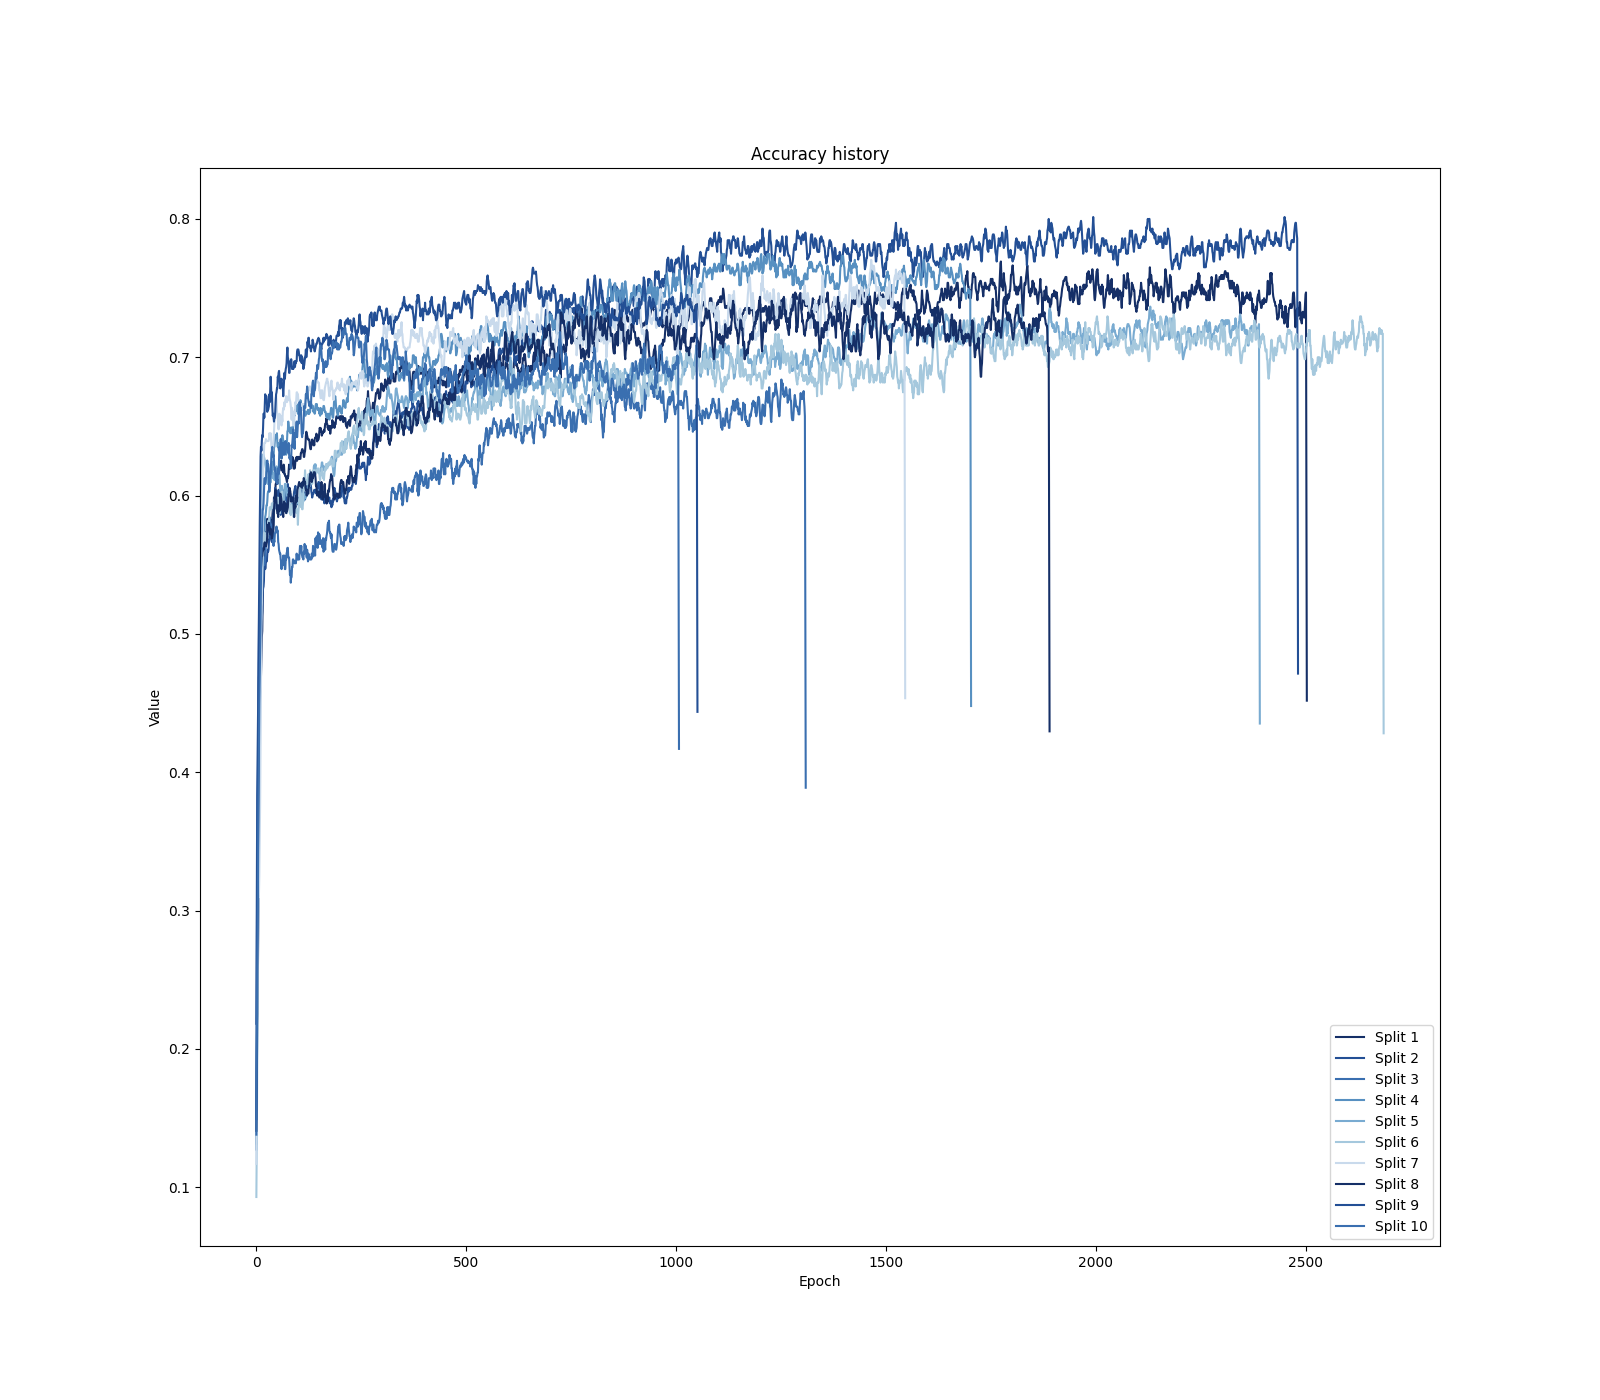 Accuracy history
Value
0.8
0.7
0.6
0.5
0.4
0.3
0.2
0.1
0
500
1000
1500
2000
2500
Epoch
Split 1
Split 2
Split 3
Split 4
Split 5
Split 6
Split 7
Split 8
Split 9
Split 10